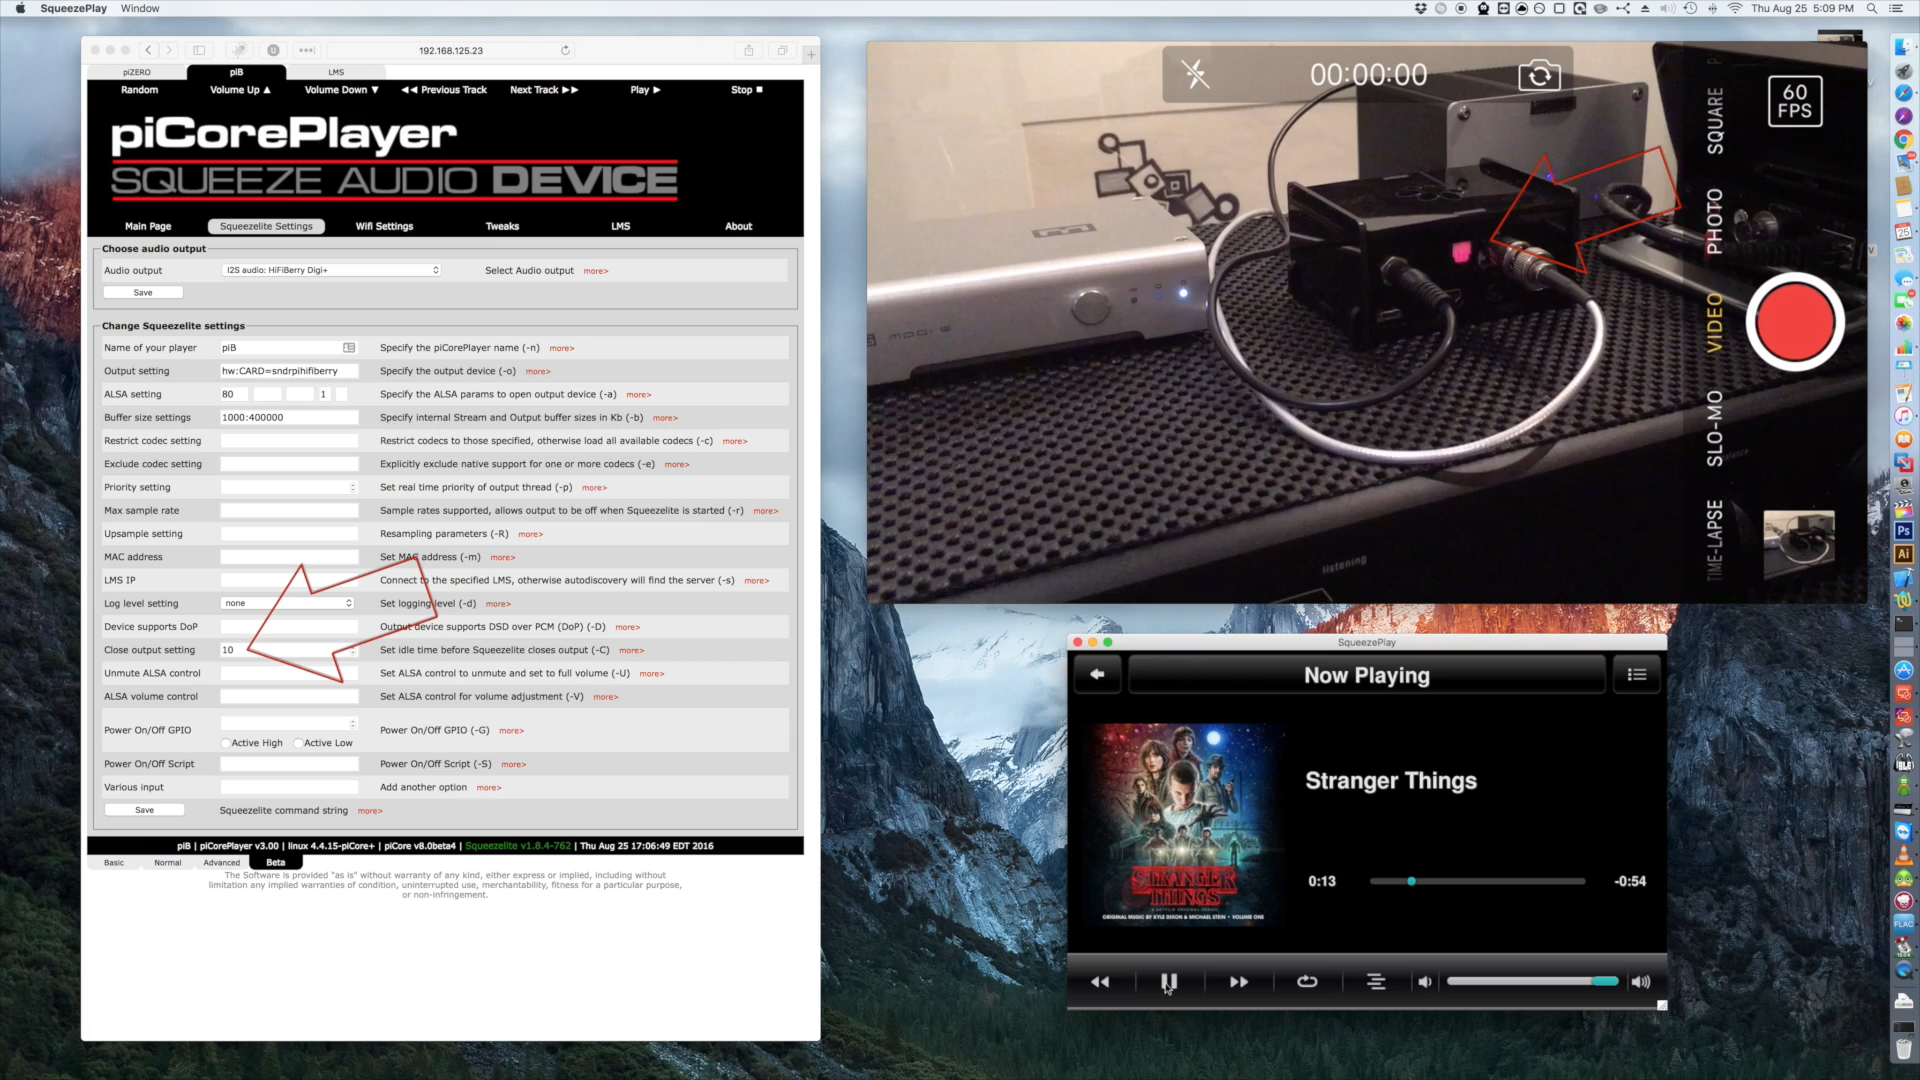 SqueezePlay Window
Thu Aug 25 5:09 PM
192.168.125.23
piZERO piB LMS
Random Volume Up ▲ Volume Down ▼ ◀◀ Previous Track Next Track ▶▶ Play ▶ Stop ■
piCorePlayer
SQUEEZE AUDIO DEVICE
Main Page Squeezelite Settings Wifi Settings Tweaks LMS About
Choose audio output
Audio output I2S audio: HiFiBerry Digi+ Select Audio output more>
Save
Change Squeezelite settings
Name of your player piB Specify the piCorePlayer name (-n) more>
Output setting hw:CARD=sndrpihifiberry Specify the output device (-o) more>
ALSA setting 80 1 Specify the ALSA params to open output device (-a) more>
Buffer size settings 1000:400000 Specify internal Stream and Output buffer sizes in Kb (-b) more>
Restrict codec setting Restrict codecs to those specified, otherwise load all available codecs (-c) more>
Exclude codec setting Explicitly exclude native support for one or more codecs (-e) more>
Priority setting Set real time priority of output thread (-p) more>
Max sample rate Sample rates supported, allows output to be off when Squeezelite is started (-r) more>
Upsample setting Resampling parameters (-R) more>
MAC address Set MAC address (-m) more>
LMS IP Connect to the specified LMS, otherwise autodiscovery will find the server (-s) more>
Log level setting none Set logging level (-d) more>
Device supports DoP Output device supports DSD over PCM (DoP) (-D) more>
Close output setting 10 Set idle time before Squeezelite closes output (-C) more>
Unmute ALSA control Set ALSA control to unmute and set to full volume (-U) more>
ALSA volume control Set ALSA control for volume adjustment (-V) more>
Power On/Off GPIO Power On/Off GPIO (-G) more>
Active High Active Low
Power On/Off Script Power On/Off Script (-S) more>
Various input Add another option more>
Save Squeezelite command string more>
piB | piCorePlayer v3.00 | linux 4.4.15-piCore+ | piCore v8.0beta4 | Squeezelite v1.8.4-762 | Thu Aug 25 17:06:49 EDT 2016
Basic Normal Advanced Beta
The Software is provided "as is" without warranty of any kind, either express or implied, including without
limitation any implied warranties of condition, uninterrupted use, merchantability, fitness for a particular purpose,
or non-infringement.
00:00:00
60
FPS
SQUARE
PHOTO
VIDEO
SLO-MO
TIME-LAPSE
listening
SqueezePlay
Now Playing
Stranger Things
STRANGER
THINGS
ORIGINAL MUSIC BY KYLE DIXON & MICHAEL STEIN • VOLUME ONE
0:13 -0:54
25
Ps
Ai
FLAC